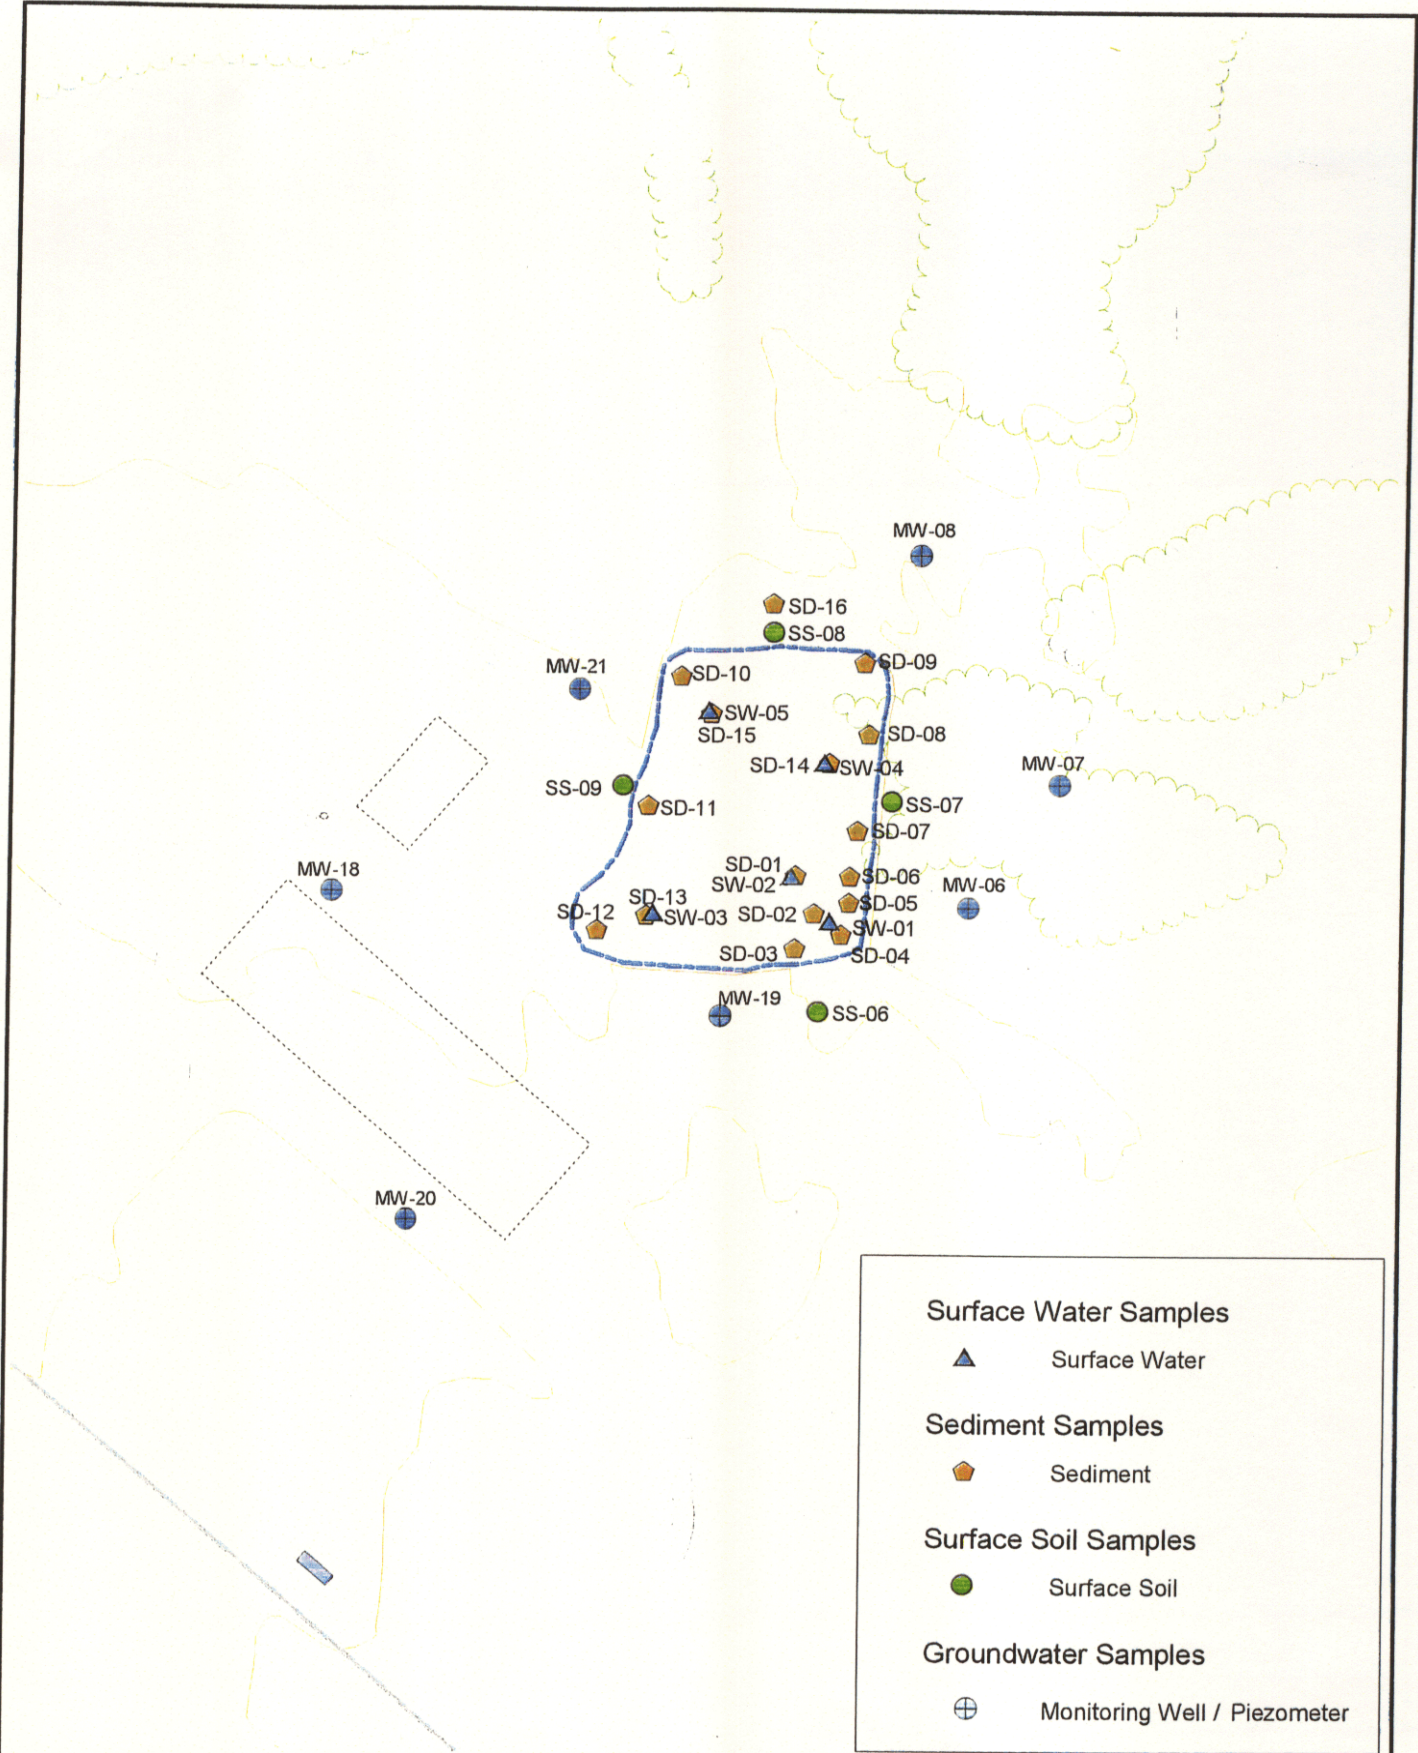 MW-08
SD-16
SS-08
SD-09
MW-21
SD-10
SW-05
SD-15
SD-08
SD-14
SW-04
MW-07
SS-09
SD-11
SS-07
SD-07
SD-01
SW-02
SD-06
MW-18
MW-06
SD-13
SD-05
SD-12
SW-03
SD-02
SW-01
SD-03
SD-04
MW-19
SS-06
MW-20
Surface Water Samples
Surface Water
Sediment Samples
Sediment
Surface Soil Samples
Surface Soil
Groundwater Samples
Monitoring Well / Piezometer